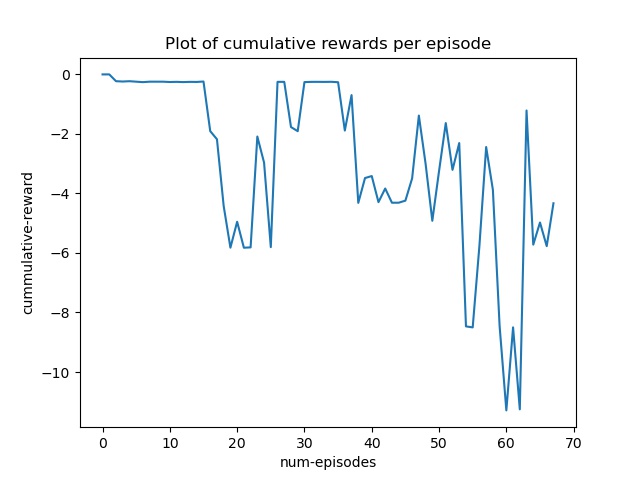 Plot of cumulative rewards per episode
0
−2
−4
−6
−8
−10
cummulative-reward
0 10 20 30 40 50 60 70
num-episodes